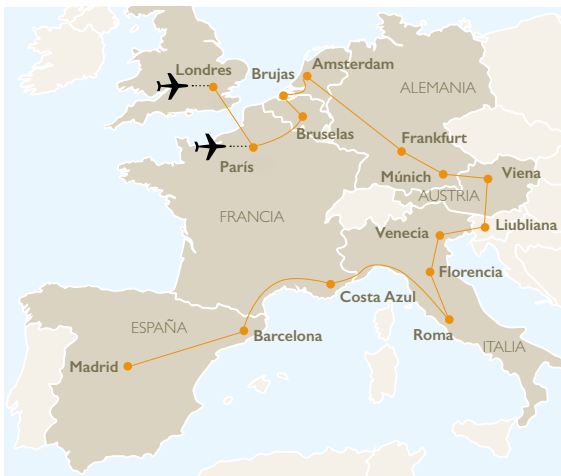 Londres
Amsterdam
Brujas
ALEMANIA
Bruselas
Frankfurt
París
Múnich
Viena
AUSTRIA
FRANCIA
Venecia
Liubliana
Florencia
Costa Azul
ESPAÑA
Barcelona
Roma
ITALIA
Madrid